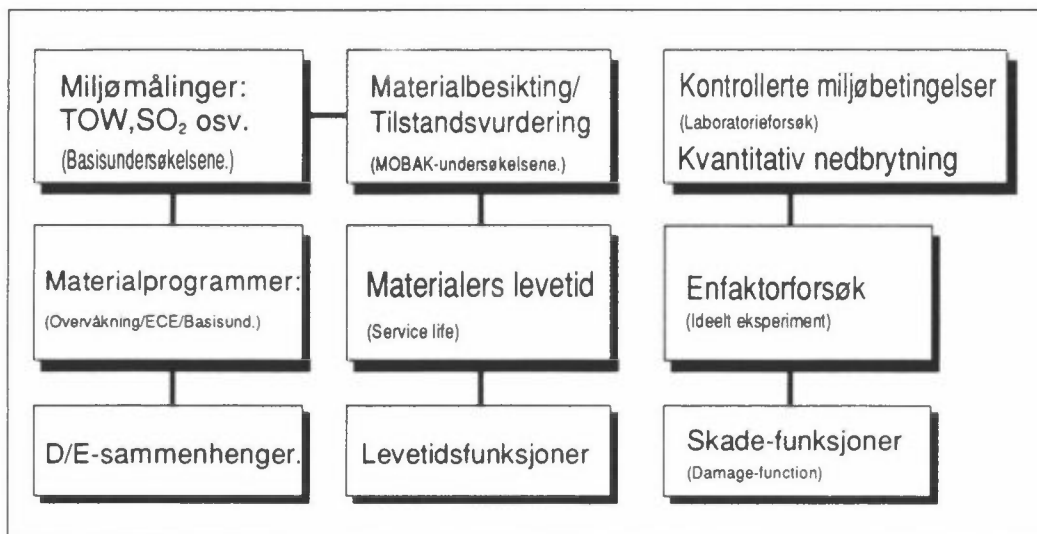 Miljømålinger:
TOW,SO₂ osv.
(Basisundersøkelsene.)
Materialbesikting/
Tilstandsvurdering
(MOBAK-undersøkelsene.)
Kontrollerte miljøbetingelser
(Laboratorieforsøk)
Kvantitativ nedbrytning
Materialprogrammer:
(Overvåkning/ECE/Basisund.)
Materialers levetid
(Service life)
Enfaktorforsøk
(Ideelt eksperiment)
D/E-sammenhenger.
Levetidsfunksjoner
Skade-funksjoner
(Damage-function)